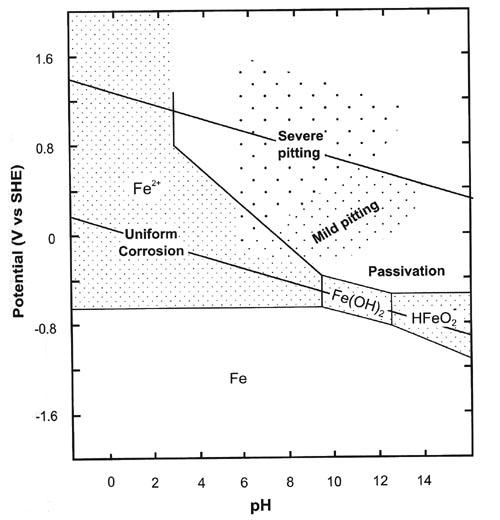 1.6
0.8
0
-0.8
-1.6
Potential (V vs SHE)
Severe
pitting
Fe²⁺
Uniform
Corrosion
Mild pitting
Passivation
Fe(OH)₂
HFeO₂⁻
Fe
0 2 4 6 8 10 12 14
pH